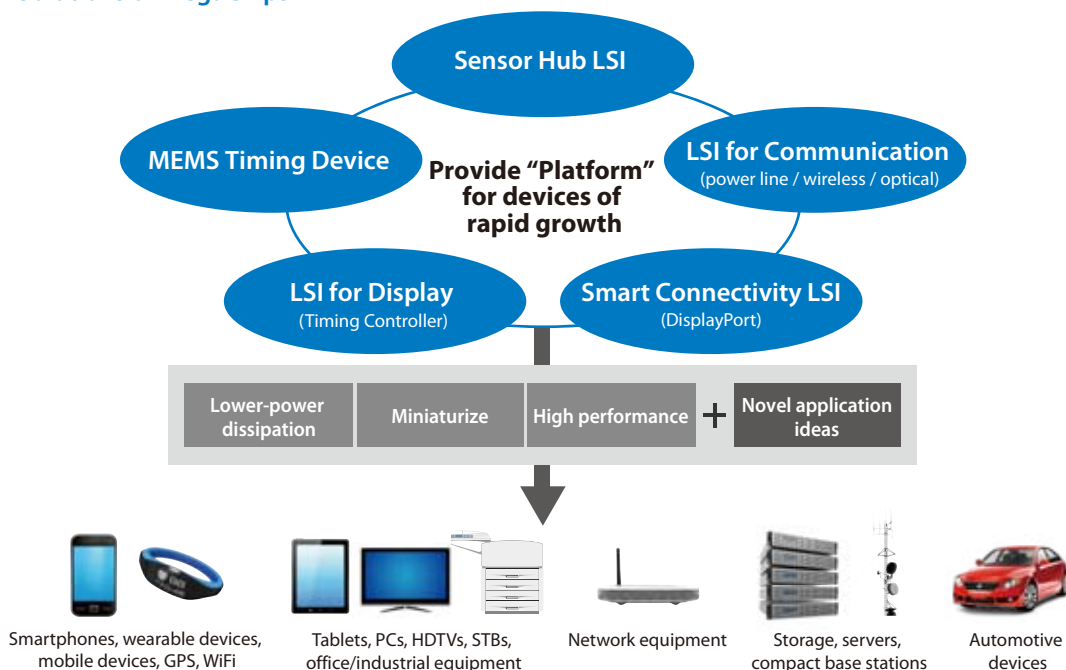 Sensor Hub LSI
MEMS Timing Device
LSI for Communication
(power line / wireless / optical)
Provide “Platform”
for devices of
rapid growth
LSI for Display
(Timing Controller)
Smart Connectivity LSI
(DisplayPort)
Lower-power
dissipation
Miniaturize
High performance
+
Novel application
ideas
Smartphones, wearable devices,
mobile devices, GPS, WiFi
Tablets, PCs, HDTVs, STBs,
office/industrial equipment
Network equipment
Storage, servers,
compact base stations
Automotive
devices